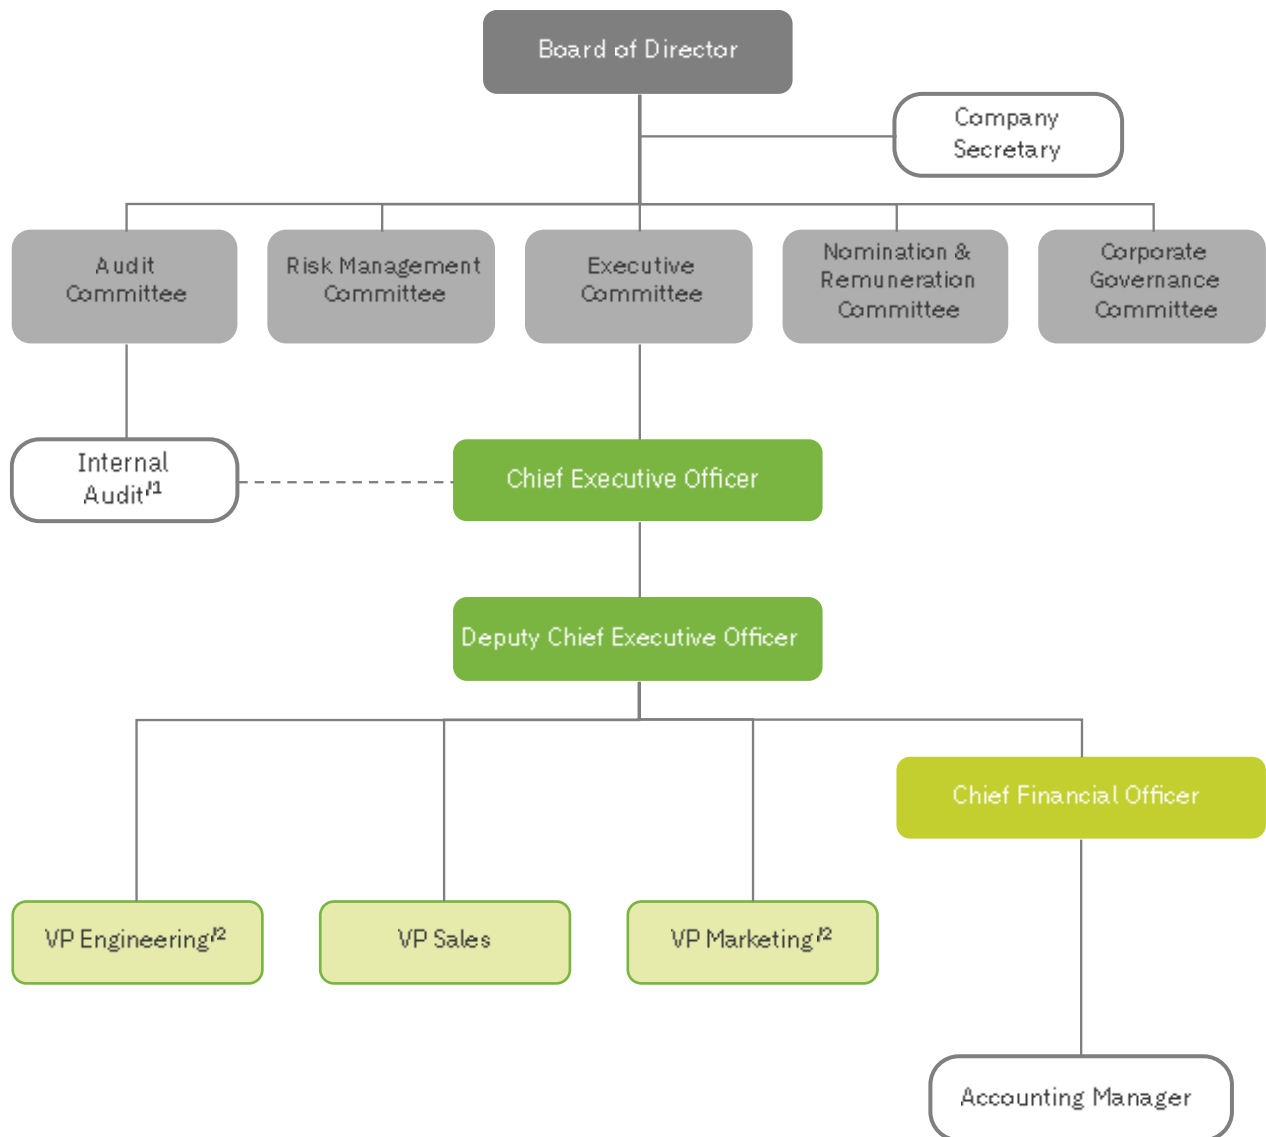 Board of Director
Company
Secretary
Audit
Committee
Risk Management
Committee
Executive
Committee
Nomination &
Remuneration
Committee
Corporate
Governance
Committee
Internal
Audit/1
Chief Executive Officer
Deputy Chief Executive Officer
Chief Financial Officer
VP Engineering/2
VP Sales
VP Marketing/2
Accounting Manager